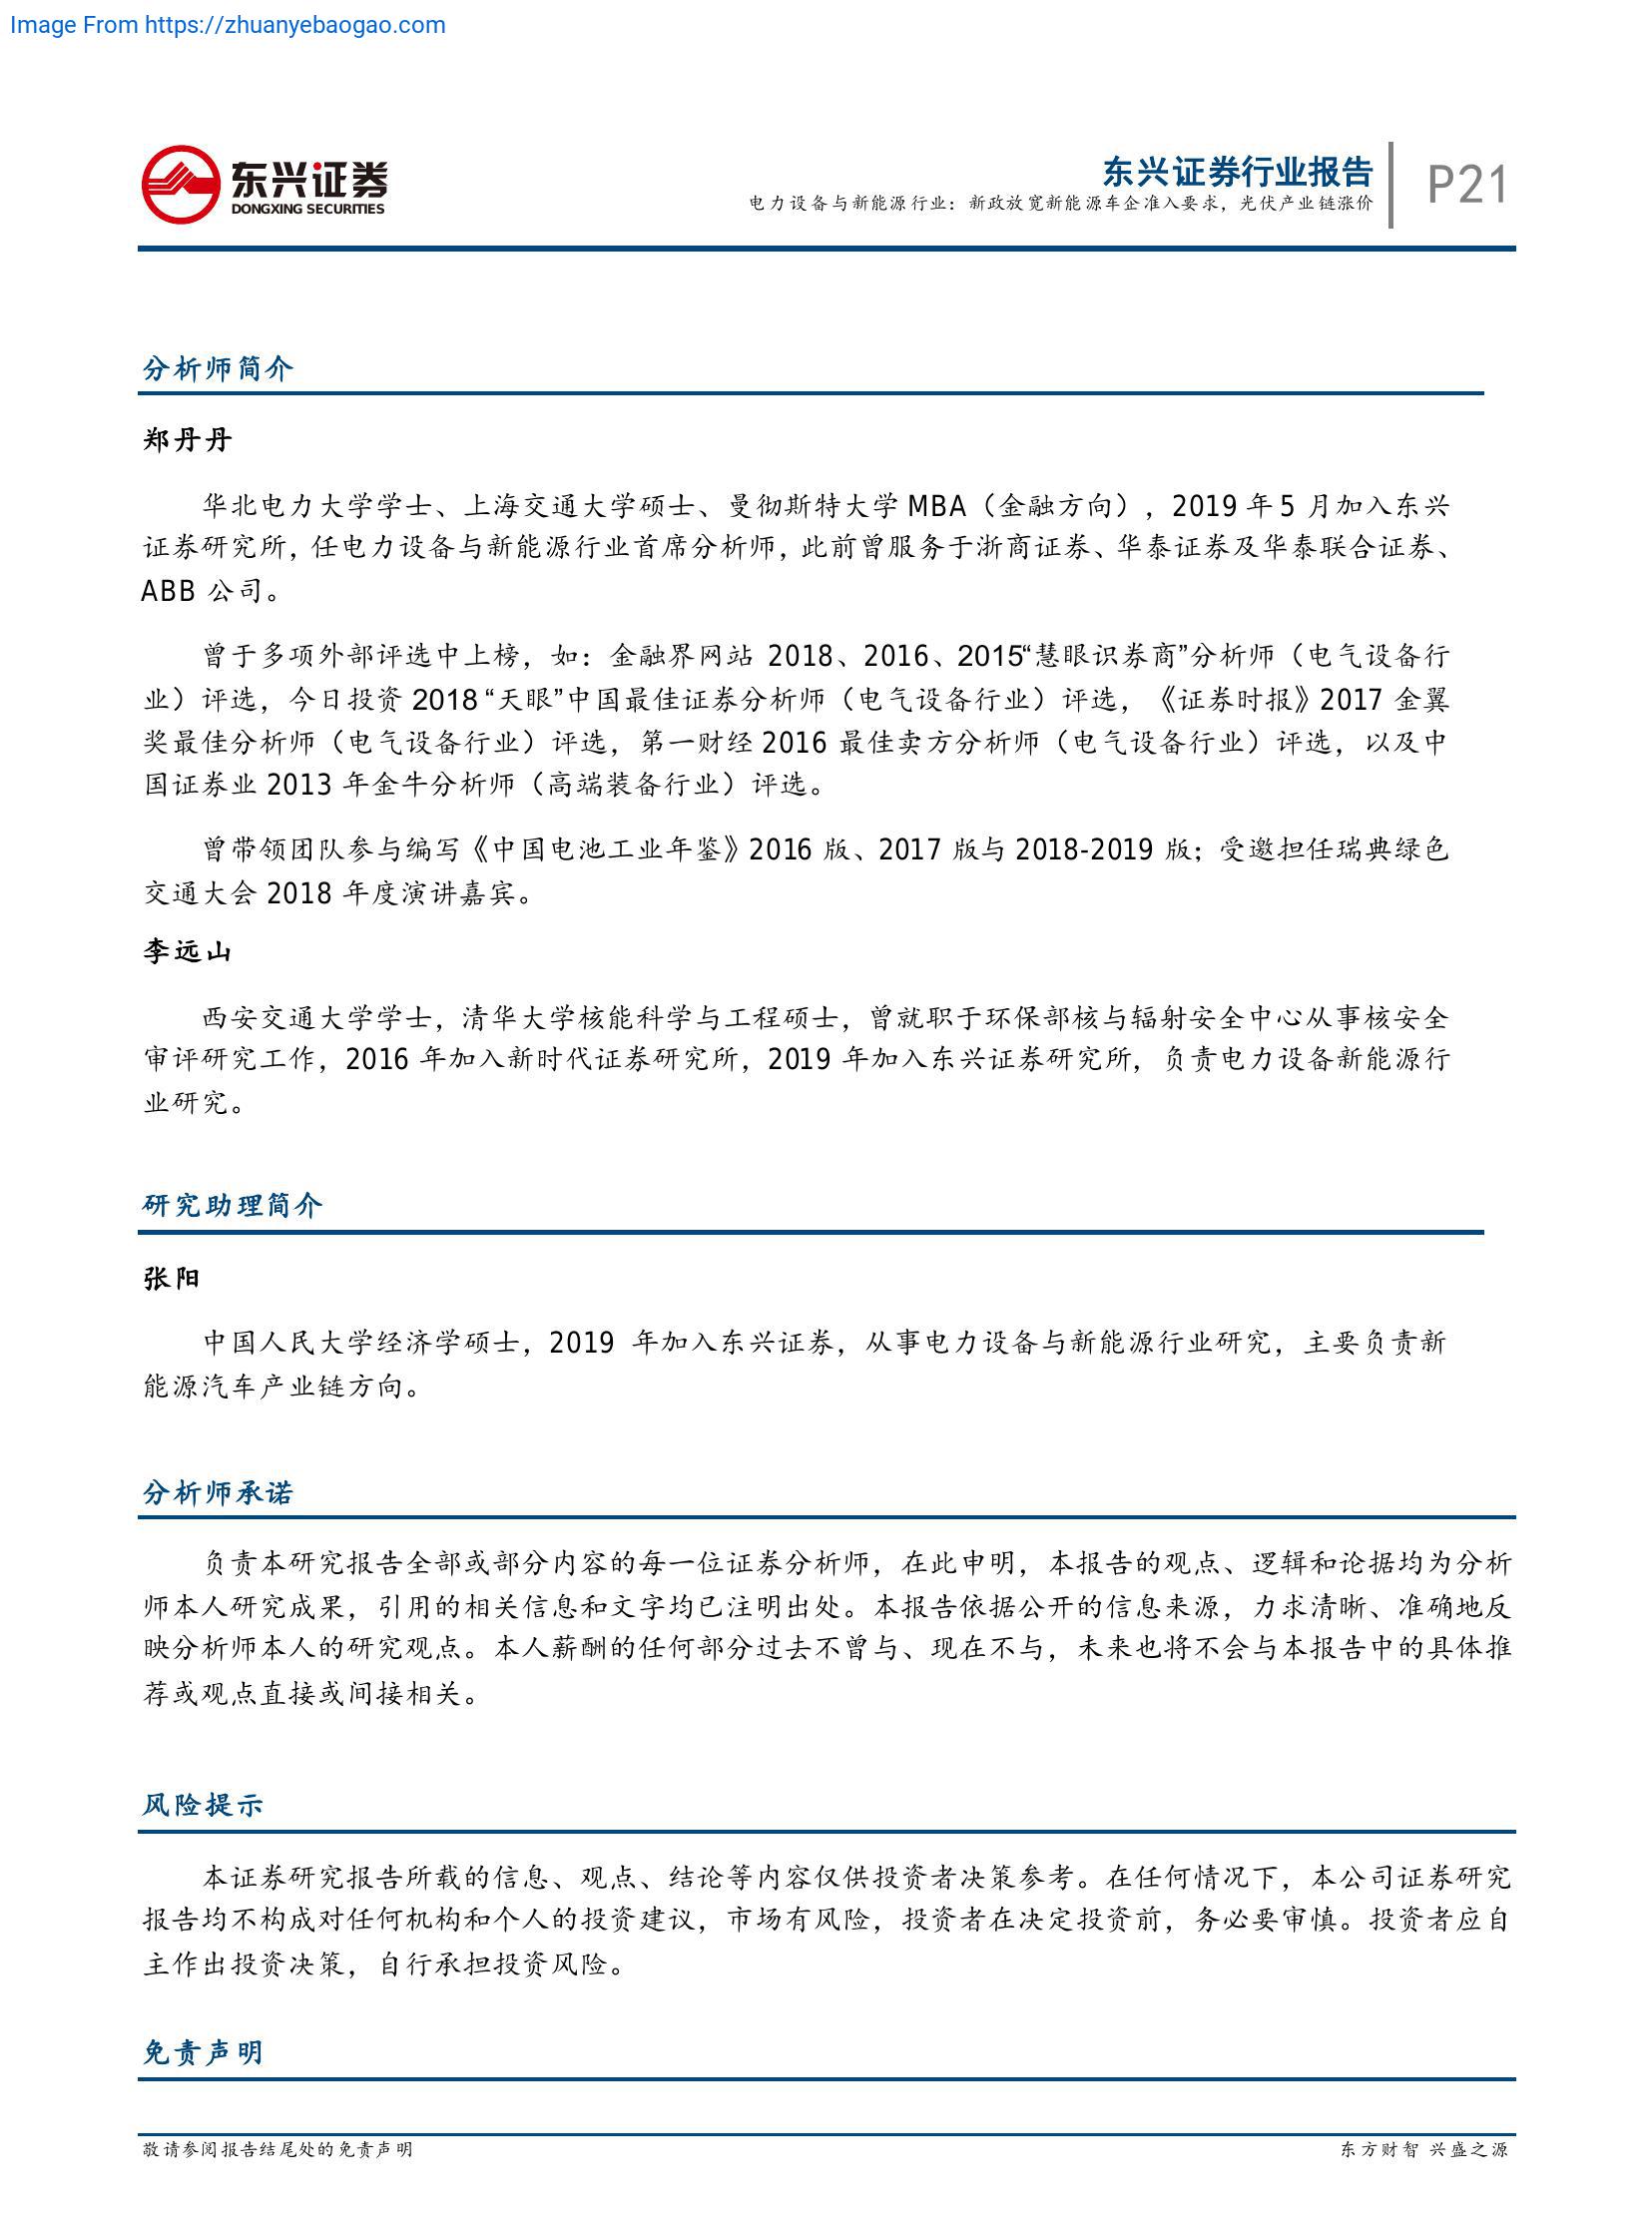 Image From https://zhuanyebaogao.com
东兴证券
DONGXING SECURITIES
东兴证券行业报告
电力设备与新能源行业：新政放宽新能源车企准入要求，光伏产业链涨价
P21
分析师简介
郑丹丹
华北电力大学学士、上海交通大学硕士、曼彻斯特大学 MBA（金融方向），2019 年 5 月加入东兴
证券研究所，任电力设备与新能源行业首席分析师，此前曾服务于浙商证券、华泰证券及华泰联合证券、
ABB 公司。
曾于多项外部评选中上榜，如：金融界网站 2018、2016、2015“慧眼识券商”分析师（电气设备行
业）评选，今日投资 2018 “天眼”中国最佳证券分析师（电气设备行业）评选，《证券时报》2017 金翼
奖最佳分析师（电气设备行业）评选，第一财经 2016 最佳卖方分析师（电气设备行业）评选，以及中
国证券业 2013 年金牛分析师（高端装备行业）评选。
曾带领团队参与编写《中国电池工业年鉴》2016 版、2017 版与 2018-2019 版；受邀担任瑞典绿色
交通大会 2018 年度演讲嘉宾。
李远山
西安交通大学学士，清华大学核能科学与工程硕士，曾就职于环保部核与辐射安全中心从事核安全
审评研究工作，2016 年加入新时代证券研究所，2019 年加入东兴证券研究所，负责电力设备新能源行
业研究。
研究助理简介
张阳
中国人民大学经济学硕士，2019 年加入东兴证券，从事电力设备与新能源行业研究，主要负责新
能源汽车产业链方向。
分析师承诺
负责本研究报告全部或部分内容的每一位证券分析师，在此申明，本报告的观点、逻辑和论据均为分析
师本人研究成果，引用的相关信息和文字均已注明出处。本报告依据公开的信息来源，力求清晰、准确地反
映分析师本人的研究观点。本人薪酬的任何部分过去不曾与、现在不与，未来也将不会与本报告中的具体推
荐或观点直接或间接相关。
风险提示
本证券研究报告所载的信息、观点、结论等内容仅供投资者决策参考。在任何情况下，本公司证券研究
报告均不构成对任何机构和个人的投资建议，市场有风险，投资者在决定投资前，务必要审慎。投资者应自
主作出投资决策，自行承担投资风险。
免责声明
敬请参阅报告结尾处的免责声明
东方财智 兴盛之源